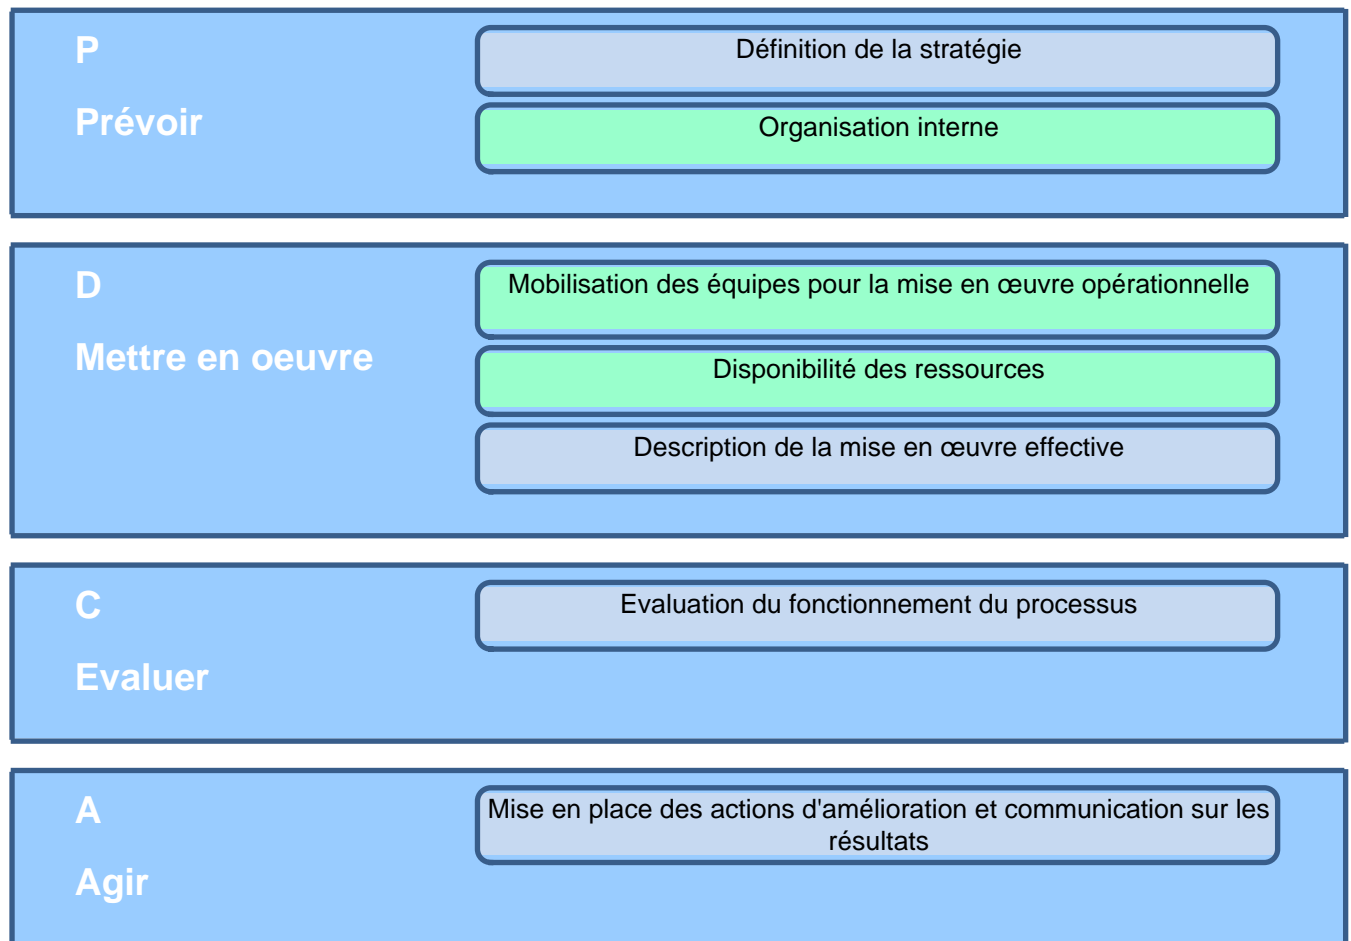 P
Prévoir
Définition de la stratégie
Organisation interne
D
Mettre en oeuvre
Mobilisation des équipes pour la mise en œuvre opérationnelle
Disponibilité des ressources
Description de la mise en œuvre effective
C
Evaluer
Evaluation du fonctionnement du processus
A
Agir
Mise en place des actions d'amélioration et communication sur les
résultats